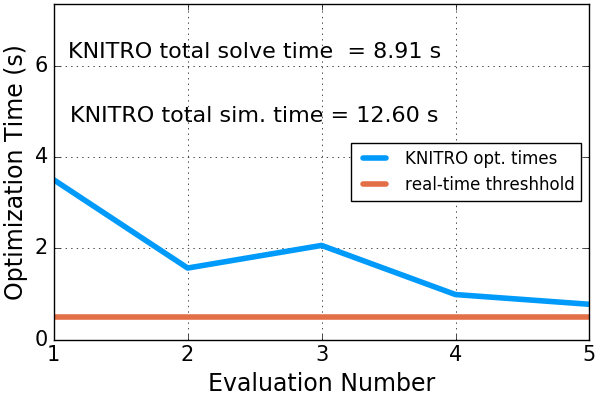 KNITRO total solve time  = 8.91 s
KNITRO total sim. time = 12.60 s
KNITRO opt. times
real-time threshhold
Optimization Time (s)
6
4
2
0
1 2 3 4 5
Evaluation Number